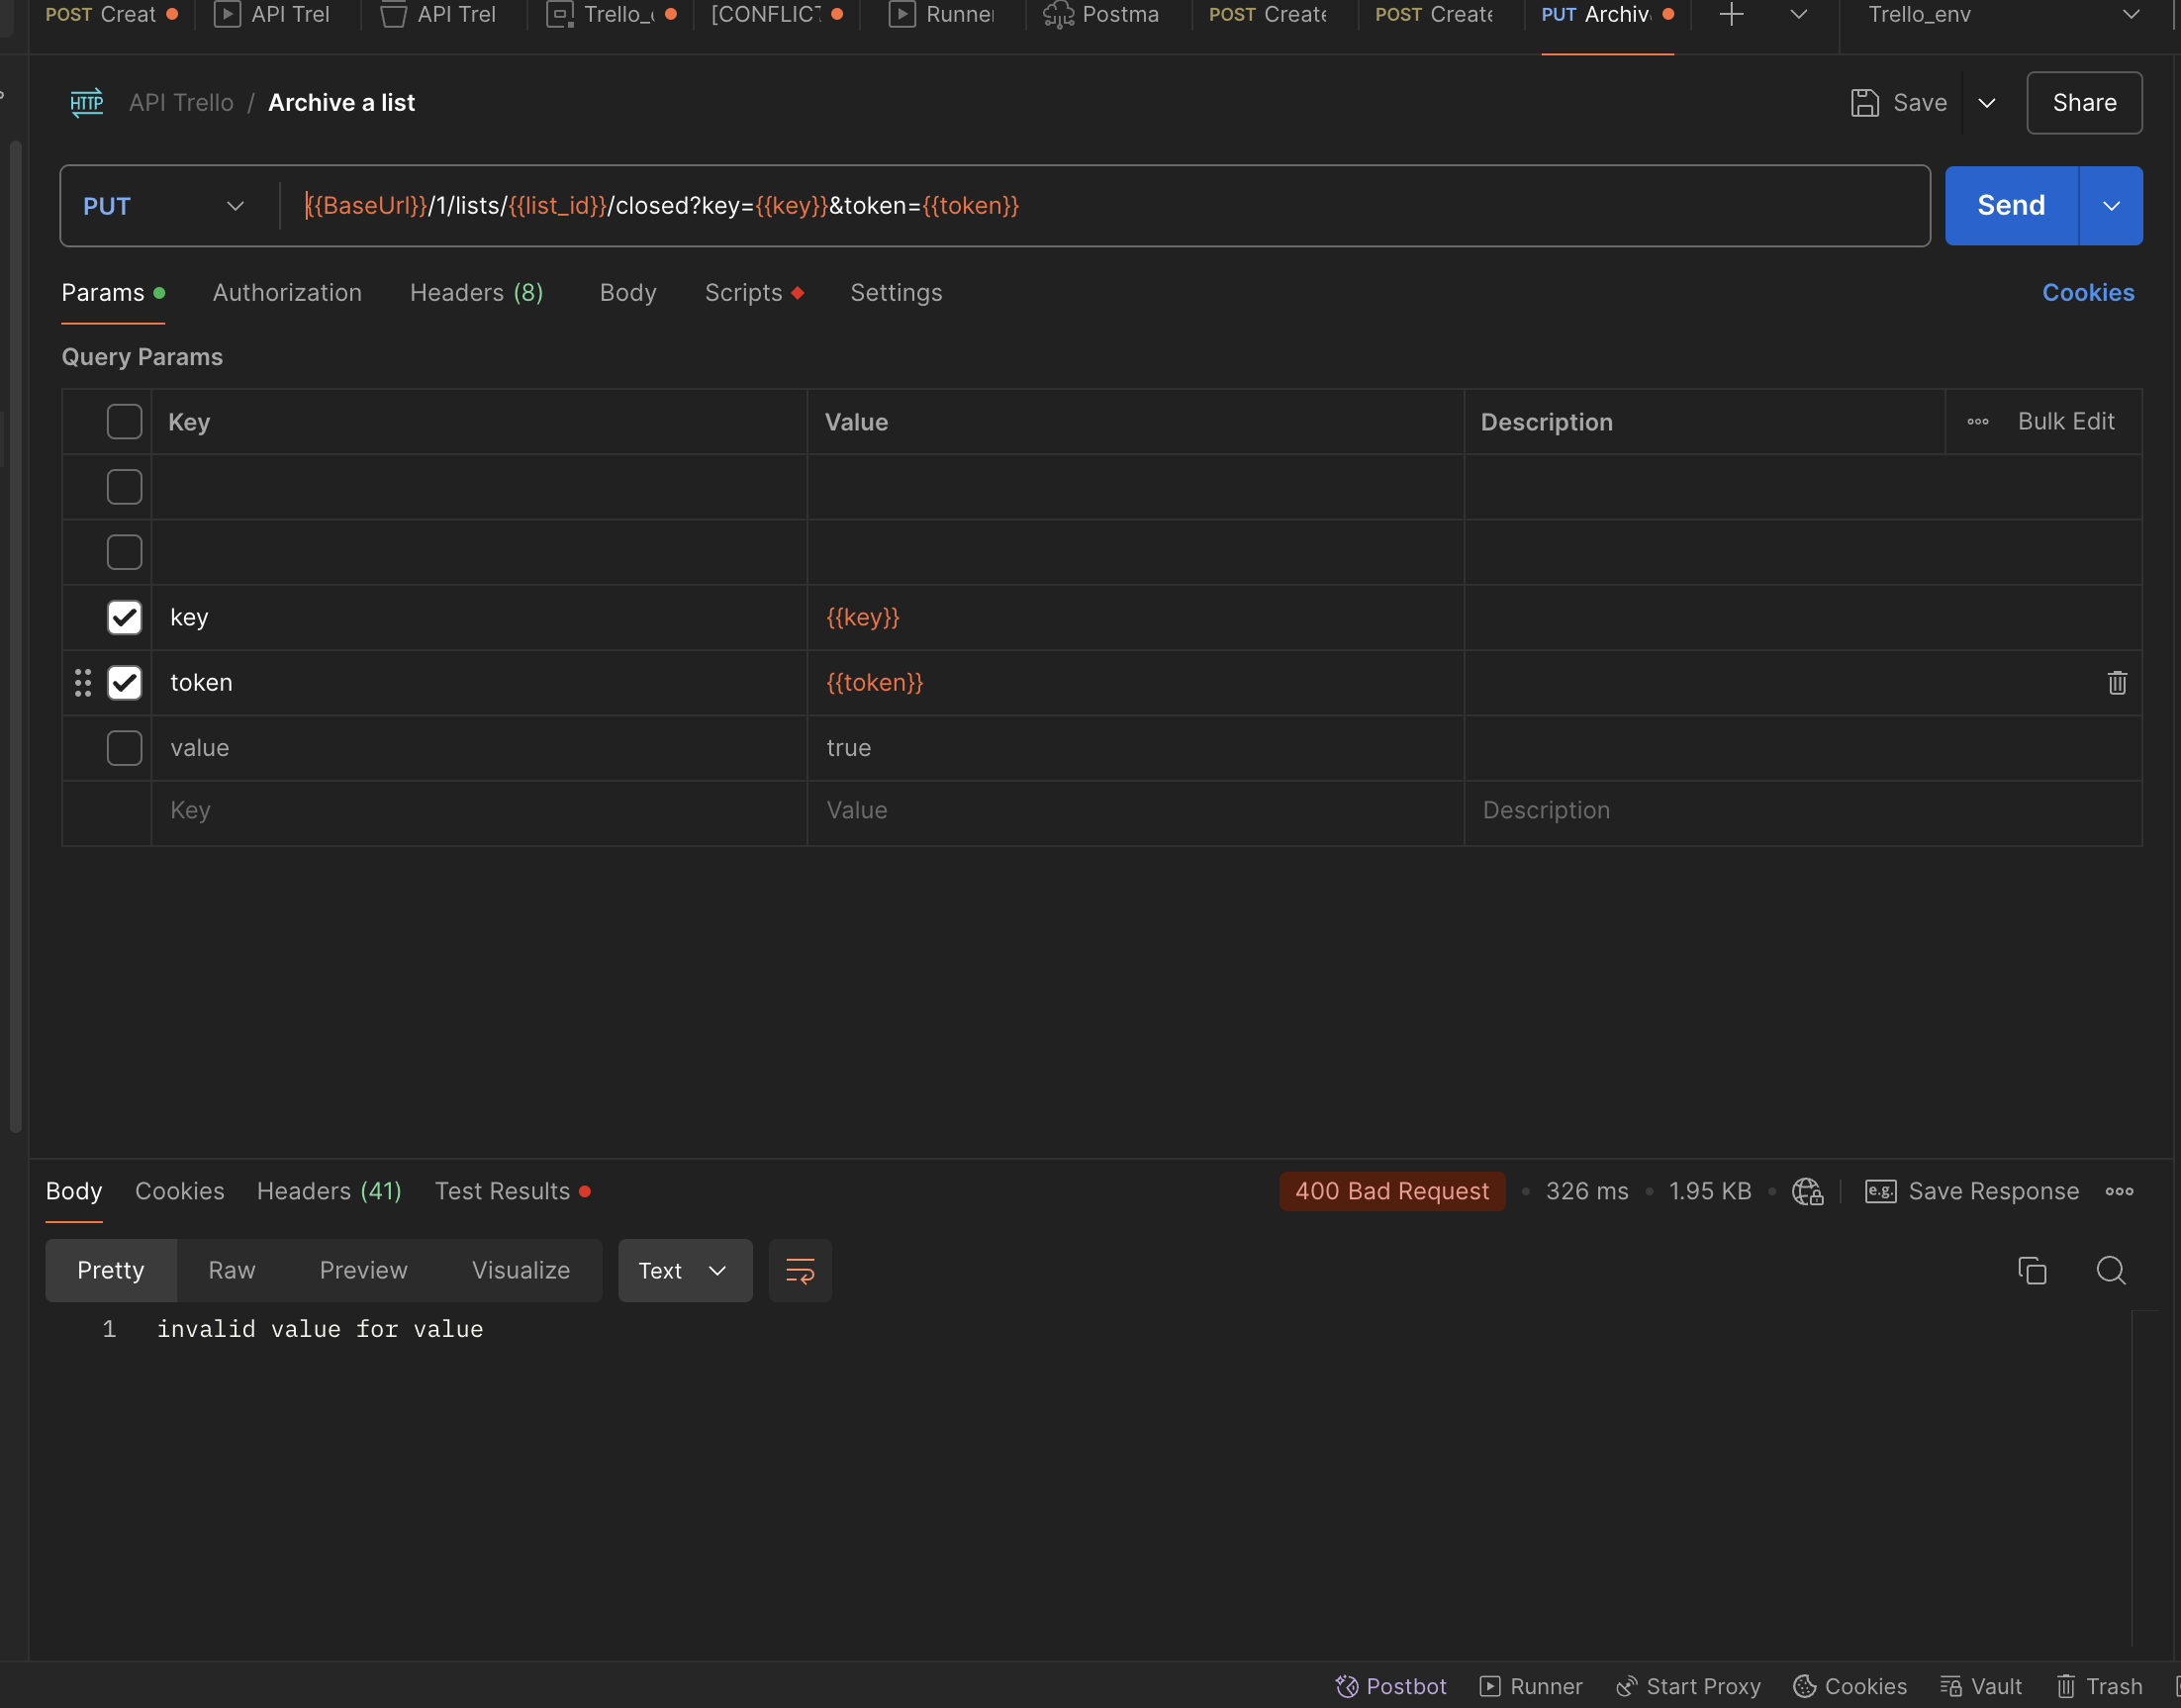 POST Creat API Trel API Trel Trello_ [CONFLICT Runner Postma POST Create POST Create PUT Archiv Trello_env
HTTP API Trello / Archive a list Save Share
PUT {{BaseUrl}}/1/lists/{{list_id}}/closed?key={{key}}&token={{token}} Send
Params Authorization Headers (8) Body Scripts Settings Cookies
Query Params
Key Value Description Bulk Edit
key {{key}}
token {{token}}
value true
Key Value Description
Body Cookies Headers (41) Test Results 400 Bad Request 326 ms 1.95 KB e.g. Save Response
Pretty Raw Preview Visualize Text
1 invalid value for value
Postbot Runner Start Proxy Cookies Vault Trash